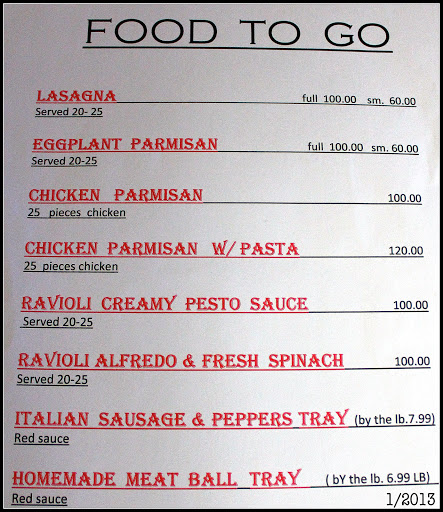 FOOD TO GO
LASAGNA full 100.00 sm. 60.00
Served 20- 25
EGGPLANT PARMISAN full 100.00 sm. 60.00
Served 20-25
CHICKEN PARMISAN 100.00
25 pieces chicken
CHICKEN PARMISAN W/ PASTA 120.00
25 pieces chicken
RAVIOLI CREAMY PESTO SAUCE 100.00
Served 20-25
RAVIOLI ALFREDO & FRESH SPINACH 100.00
Served 20-25
ITALIAN SAUSAGE & PEPPERS TRAY (by the lb.7.99)
Red sauce
HOMEMADE MEAT BALL TRAY ( bY the lb. 6.99 LB)
Red sauce 1/2013